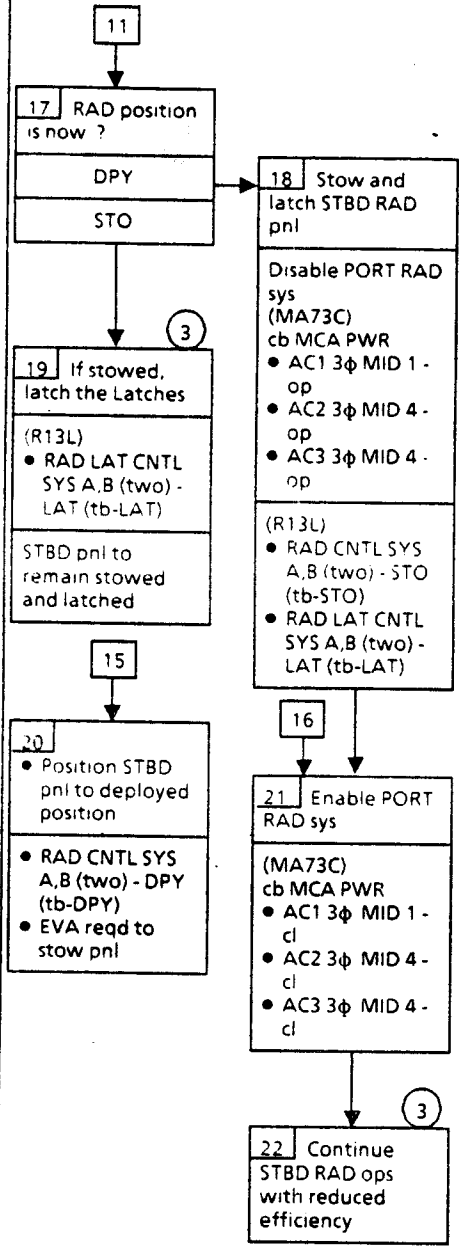 11
17 RAD position
is now ?
DPY
STO
3
19 If stowed,
latch the Latches
(R13L)
• RAD LAT CNTL
SYS A,B (two) -
LAT (tb-LAT)
STBD pnl to
remain stowed
and latched
15
20
• Position STBD
pnl to deployed
position
• RAD CNTL SYS
A,B (two) - DPY
(tb-DPY)
• EVA reqd to
stow pnl
18 Stow and
latch STBD RAD
pnl
Disable PORT RAD
sys
(MA73C)
cb MCA PWR
• AC1 3ϕ MID 1 -
op
• AC2 3ϕ MID 4 -
op
• AC3 3ϕ MID 4 -
op
(R13L)
• RAD CNTL SYS
A,B (two) - STO
(tb-STO)
• RAD LAT CNTL
SYS A,B (two) -
LAT (tb-LAT)
16
21 Enable PORT
RAD sys
(MA73C)
cb MCA PWR
• AC1 3ϕ MID 1 -
cl
• AC2 3ϕ MID 4 -
cl
• AC3 3ϕ MID 4 -
cl
3
22 Continue
STBD RAD ops
with reduced
efficiency